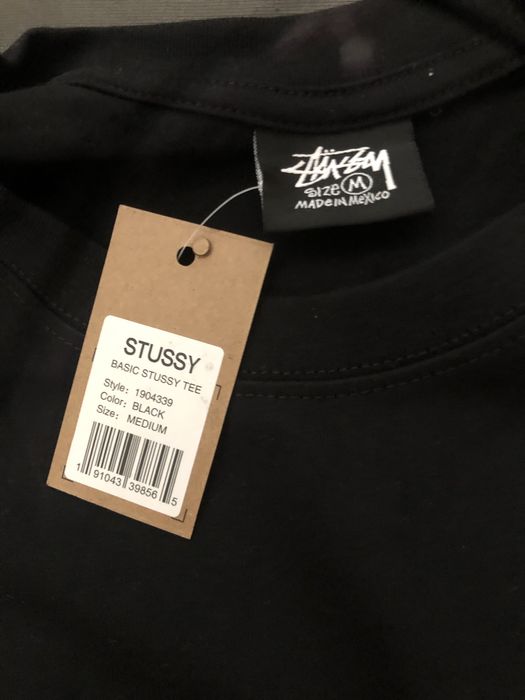 STÜSSY
SIZE M
MADE IN MEXICO
STUSSY
BASIC STUSSY TEE
Style: 1904339
Color: BLACK
Size: MEDIUM
1 91043 39856 5